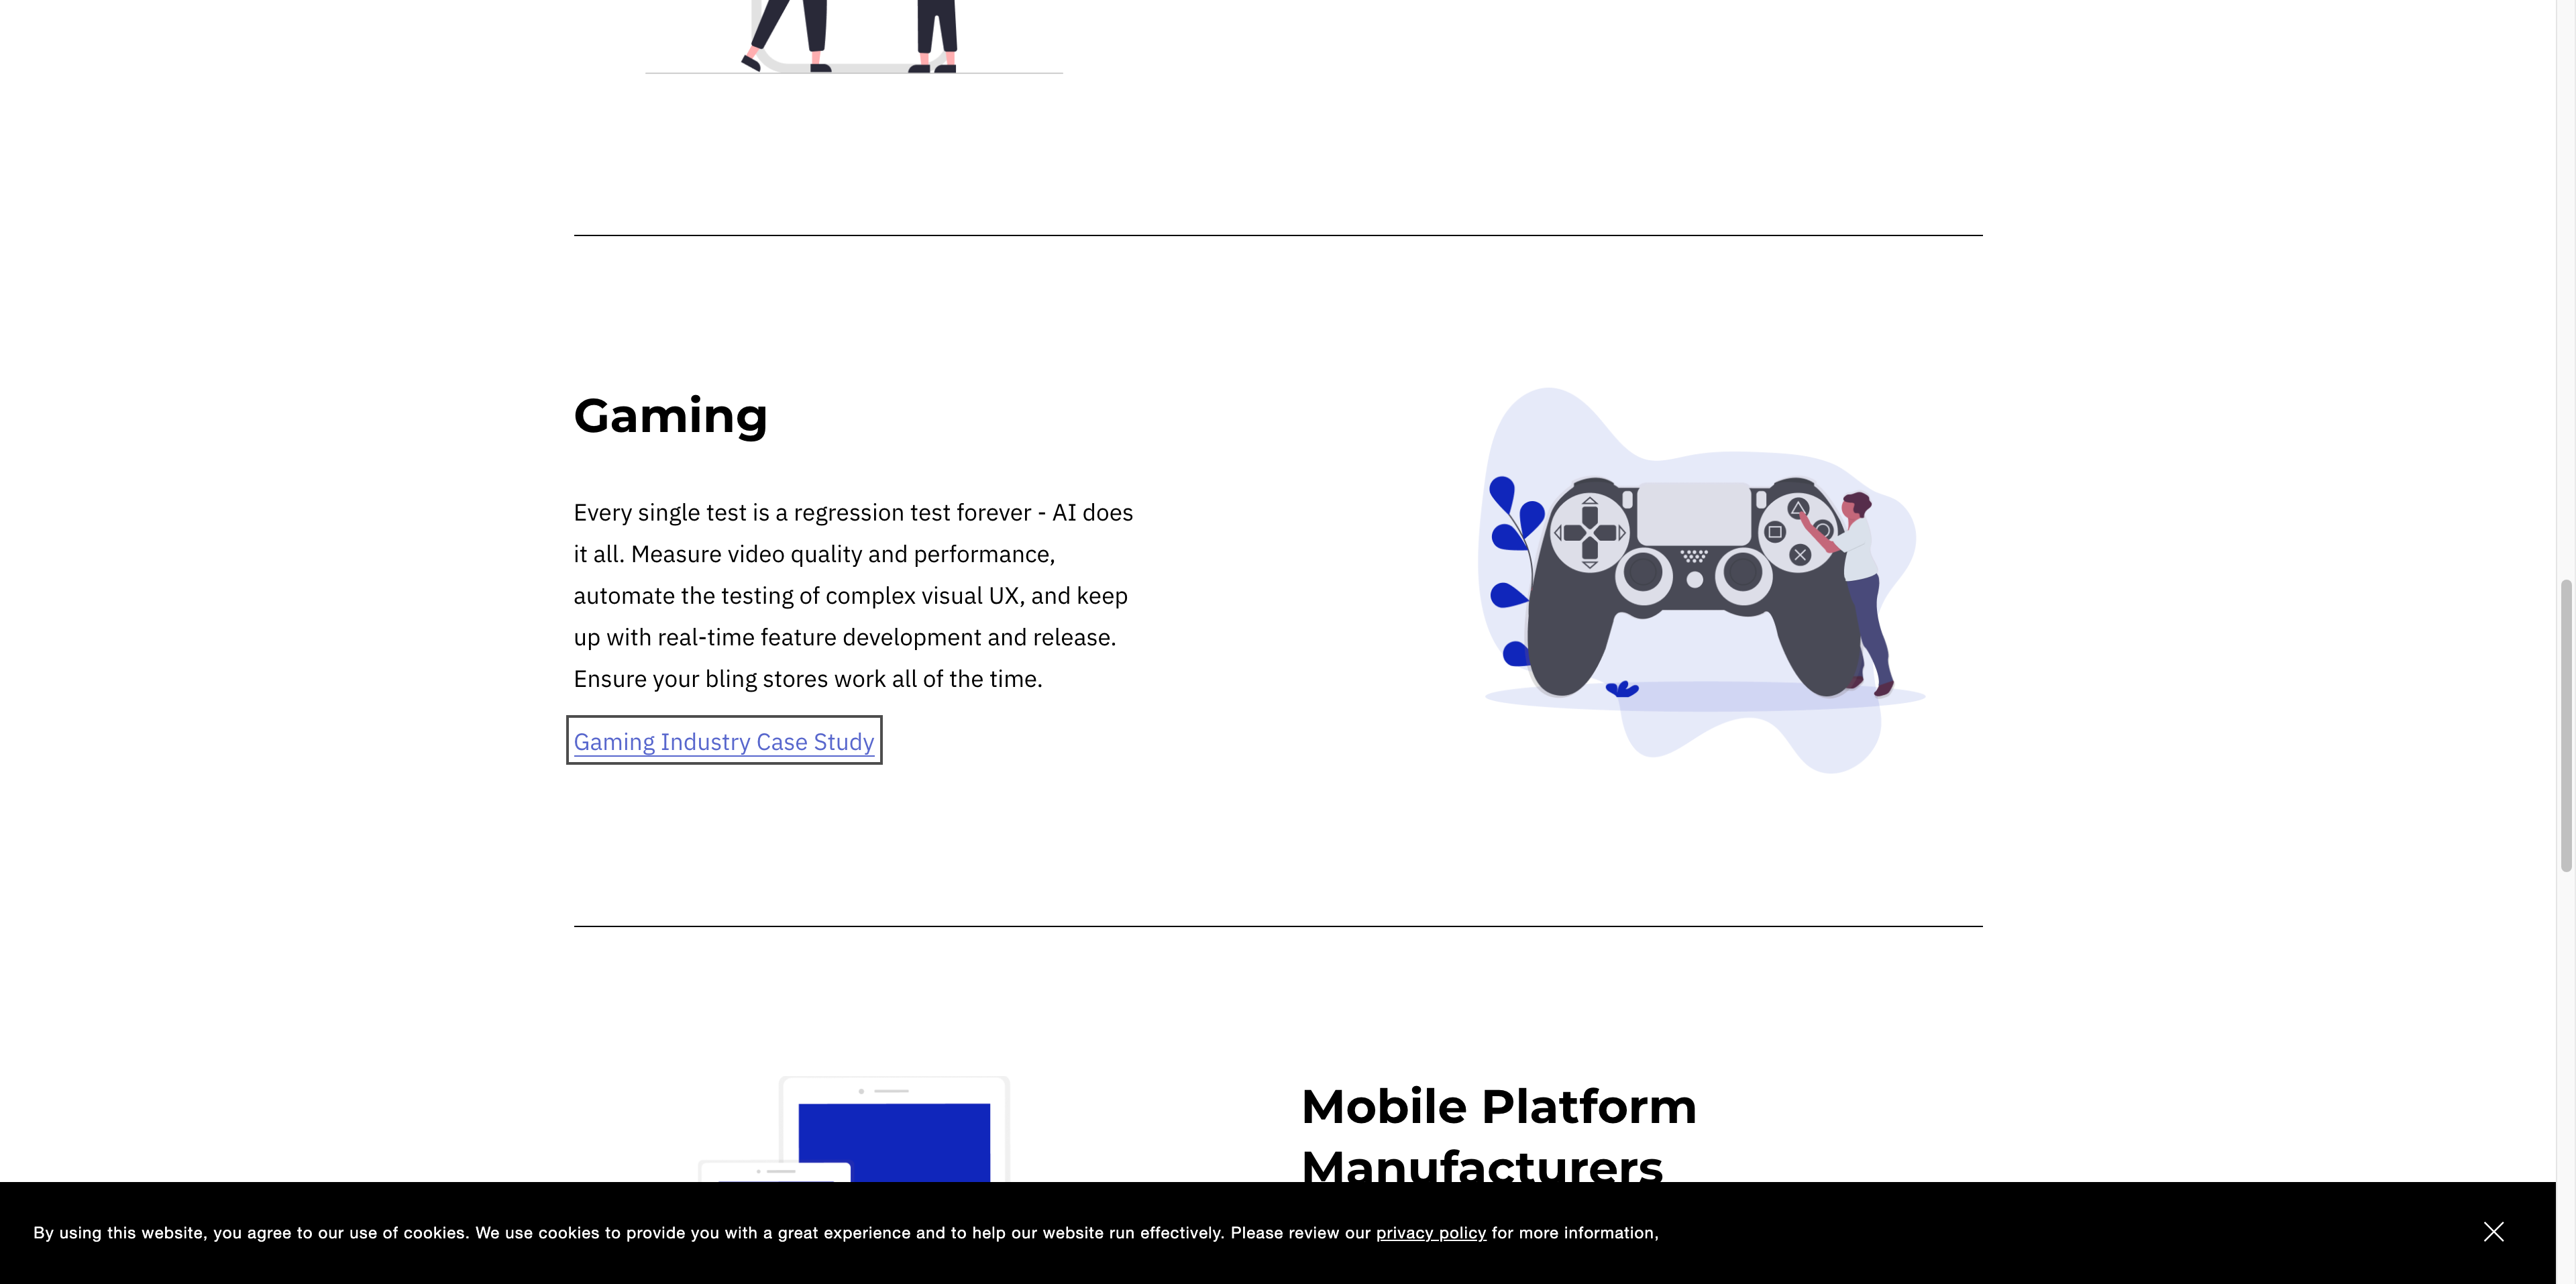 Gaming
Every single test is a regression test forever - AI does
it all. Measure video quality and performance,
automate the testing of complex visual UX, and keep
up with real-time feature development and release.
Ensure your bling stores work all of the time.
Gaming Industry Case Study
Mobile Platform
Manufacturers
By using this website, you agree to our use of cookies. We use cookies to provide you with a great experience and to help our website run effectively. Please review our privacy policy for more information,